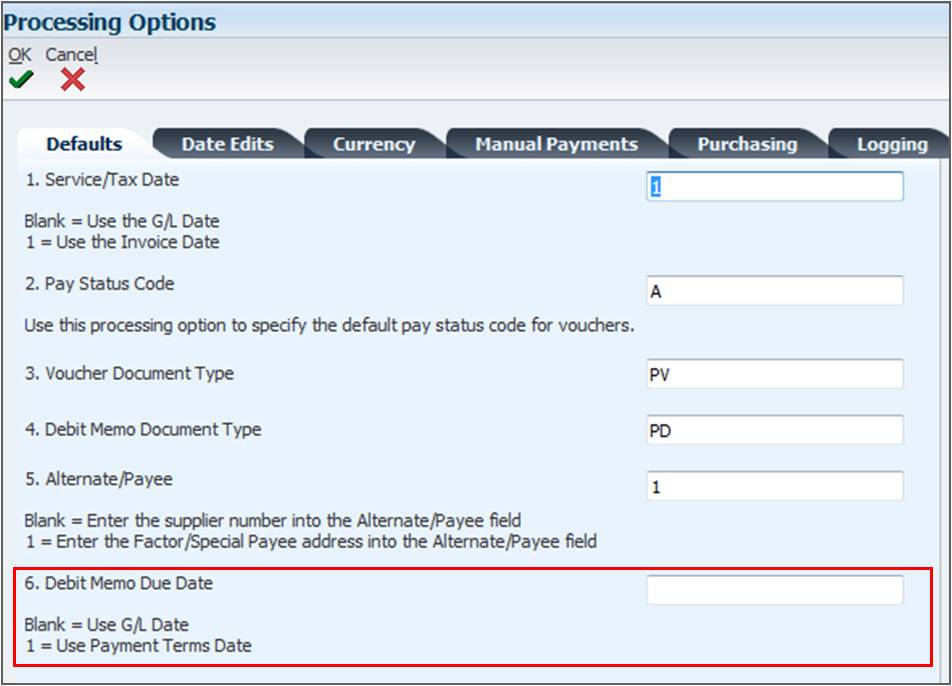 Processing Options
OK Cancel
Defaults Date Edits Currency Manual Payments Purchasing Logging
1. Service/Tax Date 1
Blank = Use the G/L Date
1 = Use the Invoice Date
2. Pay Status Code A
Use this processing option to specify the default pay status code for vouchers.
3. Voucher Document Type PV
4. Debit Memo Document Type PD
5. Alternate/Payee 1
Blank = Enter the supplier number into the Alternate/Payee field
1 = Enter the Factor/Special Payee address into the Alternate/Payee field
6. Debit Memo Due Date
Blank = Use G/L Date
1 = Use Payment Terms Date